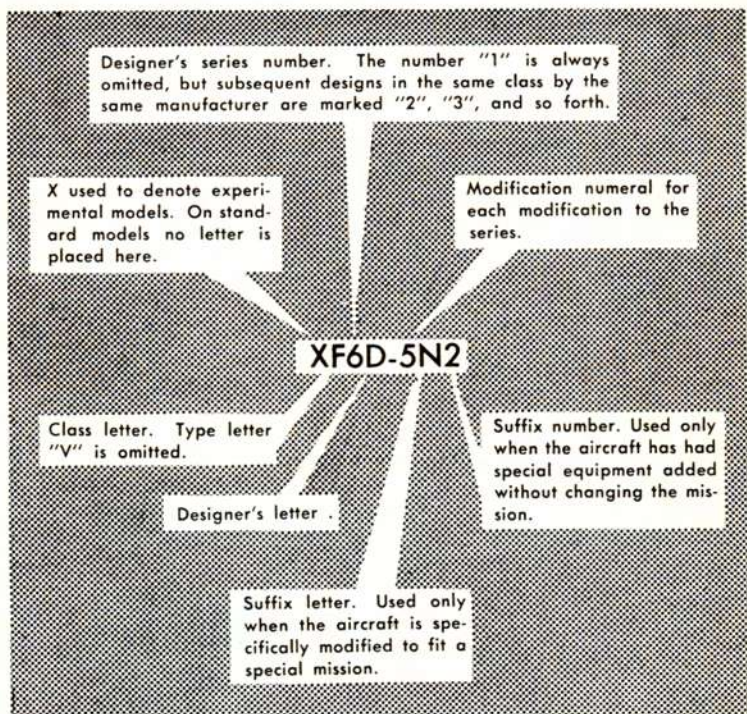 Designer's series number. The number "1" is always
omitted, but subsequent designs in the same class by the
same manufacturer are marked "2", "3", and so forth.
X used to denote experi-
mental models. On stand-
ard models no letter is
placed here.
Modification numeral for
each modification to the
series.
XF6D-5N2
Class letter. Type letter
"V" is omitted.
Designer's letter .
Suffix number. Used only
when the aircraft has had
special equipment added
without changing the mis-
sion.
Suffix letter. Used only
when the aircraft is spe-
cifically modified to fit a
special mission.